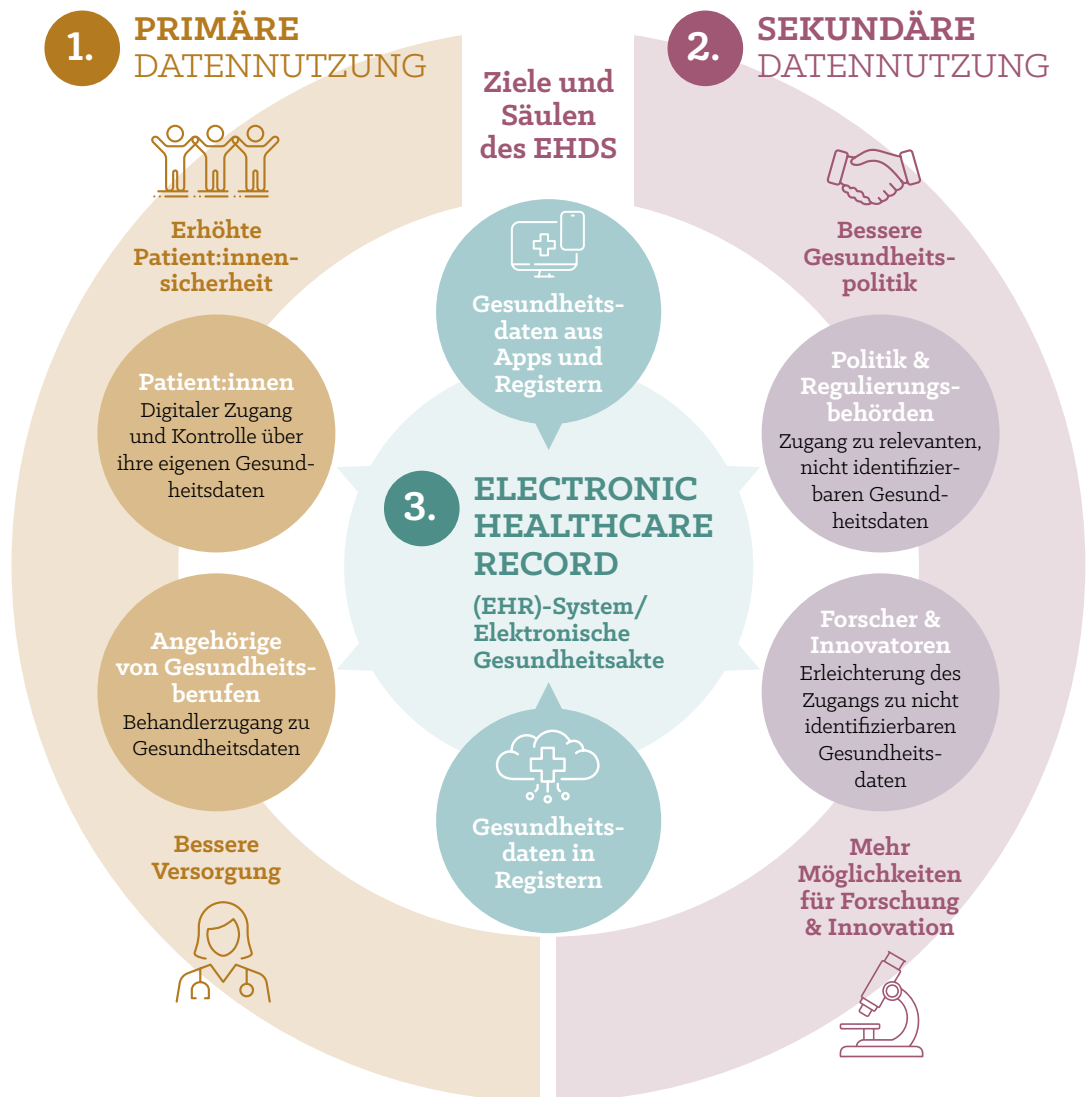 1.
PRIMÄRE
DATENNUTZUNG
Ziele und
Säulen
des EHDS
2.
SEKUNDÄRE
DATENNUTZUNG
Erhöhte
Patient:innen-
sicherheit
Patient:innen
Digitaler Zugang
und Kontrolle über
ihre eigenen Gesund-
heitsdaten
Angehörige
von Gesundheits-
berufen
Behandlerzugang zu
Gesundheitsdaten
Bessere
Versorgung
Gesundheits-
daten aus
Apps und
Registern
3.
ELECTRONIC
HEALTHCARE
RECORD
(EHR)-System/
Elektronische
Gesundheitsakte
Gesundheits-
daten in
Registern
Bessere
Gesundheits-
politik
Politik &
Regulierungs-
behörden
Zugang zu relevanten,
nicht identifizier-
baren Gesund-
heitsdaten
Forscher &
Innovatoren
Erleichterung des
Zugangs zu nicht
identifizierbaren
Gesundheits-
daten
Mehr
Möglichkeiten
für Forschung
& Innovation